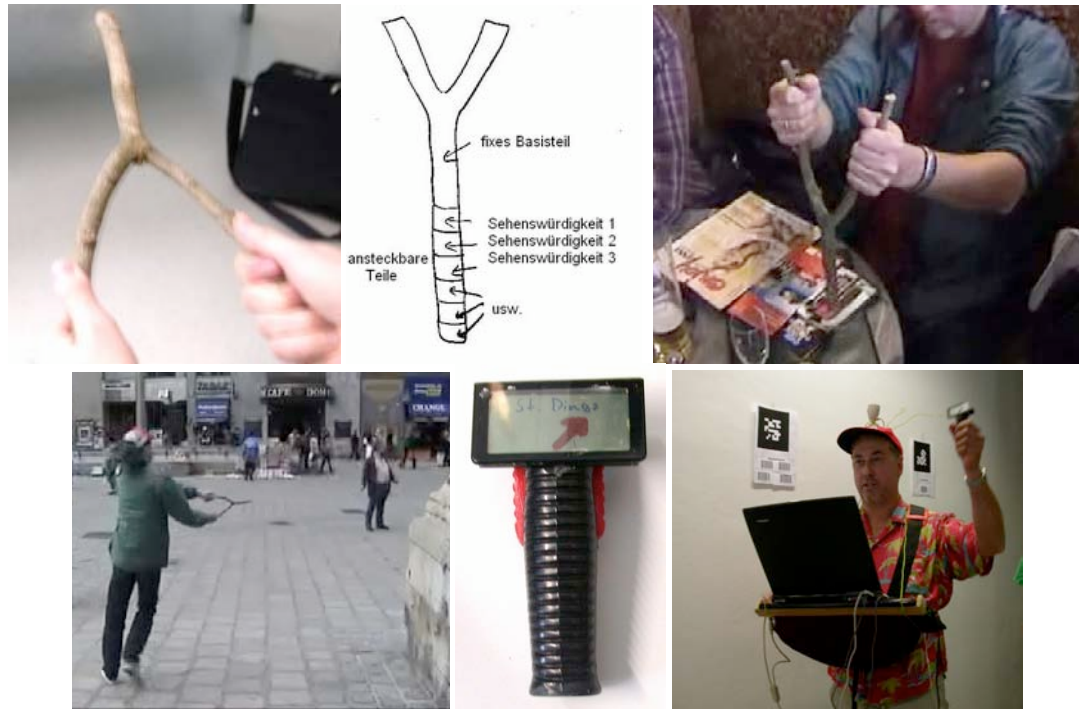 fixes Basisteil
Sehenswürdigkeit 1
Sehenswürdigkeit 2
Sehenswürdigkeit 3
ansteckbare
Teile
usw.
CAFE DOM
CHANGE
St. Dings